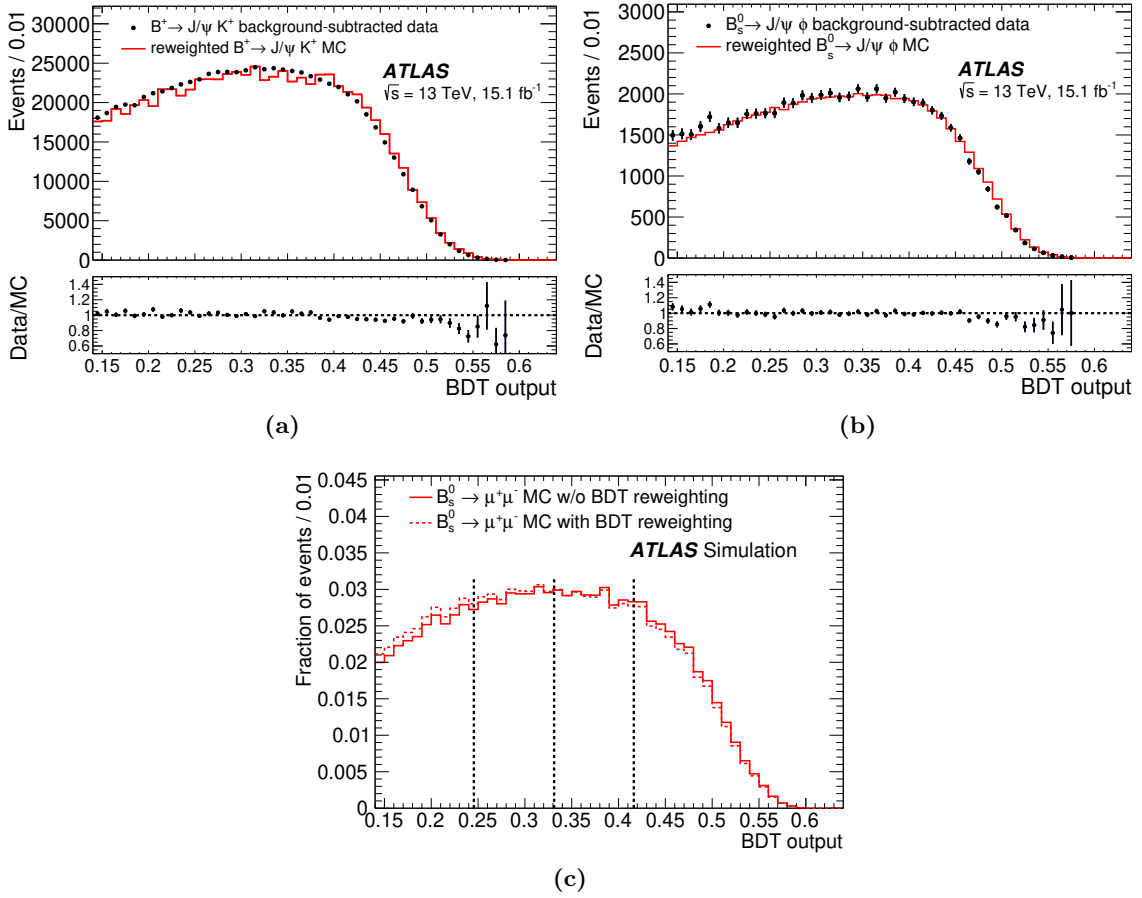 Events / 0.01
30000
25000
20000
15000
10000
5000
0
B⁺→ J/ψ K⁺ background-subtracted data
reweighted B⁺→ J/ψ K⁺ MC
ATLAS
√s = 13 TeV, 15.1 fb⁻¹
Data/MC
1.4
1.2
1
0.8
0.6
0.15 0.2 0.25 0.3 0.35 0.4 0.45 0.5 0.55 0.6
BDT output
(a)
Events / 0.01
3000
2500
2000
1500
1000
500
0
B⁰ₛ→ J/ψ ϕ background-subtracted data
reweighted B⁰ₛ→ J/ψ ϕ MC
ATLAS
√s = 13 TeV, 15.1 fb⁻¹
Data/MC
1.4
1.2
1
0.8
0.6
0.15 0.2 0.25 0.3 0.35 0.4 0.45 0.5 0.55 0.6
BDT output
(b)
Fraction of events / 0.01
0.045
0.04
0.035
0.03
0.025
0.02
0.015
0.01
0.005
0
B⁰ₛ → μ⁺μ⁻ MC w/o BDT reweighting
B⁰ₛ → μ⁺μ⁻ MC with BDT reweighting
ATLAS Simulation
0.15 0.2 0.25 0.3 0.35 0.4 0.45 0.5 0.55 0.6
BDT output
(c)